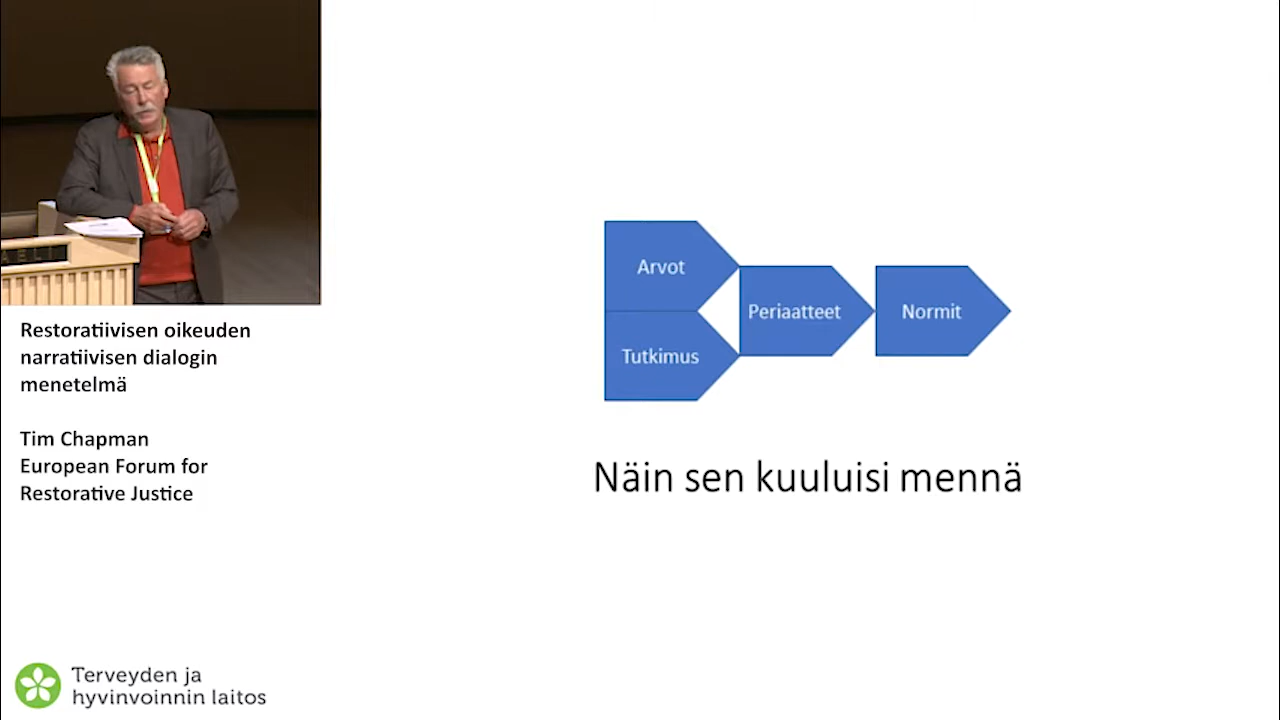 Restoratiivisen oikeuden
narratiivisen dialogin
menetelmä
Tim Chapman
European Forum for
Restorative Justice
Terveyden ja
hyvinvoinnin laitos
Arvot
Tutkimus
Periaatteet
Normit
Näin sen kuuluisi mennä